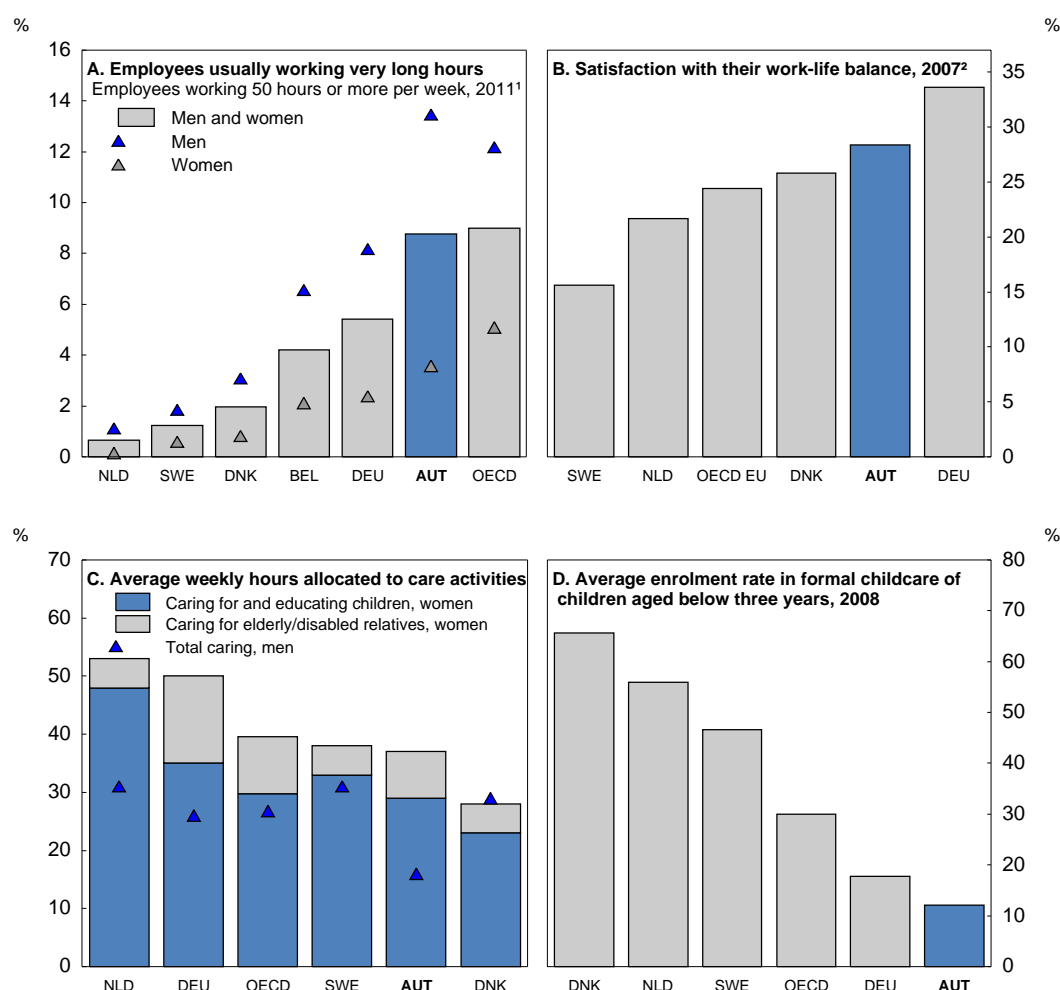 %
%
16
14
12
10
8
6
4
2
0
A. Employees usually working very long hours
Employees working 50 hours or more per week, 2011¹
Men and women
Men
Women
NLD SWE DNK BEL DEU AUT OECD
B. Satisfaction with their work-life balance, 2007²
35
30
25
20
15
10
5
0
SWE NLD OECD EU DNK AUT DEU
%
%
70
60
50
40
30
20
10
0
C. Average weekly hours allocated to care activities
Caring for and educating children, women
Caring for elderly/disabled relatives, women
Total caring, men
NLD DEU OECD SWE AUT DNK
D. Average enrolment rate in formal childcare of
children aged below three years, 2008
80
70
60
50
40
30
20
10
0
DNK NLD SWE OECD DEU AUT